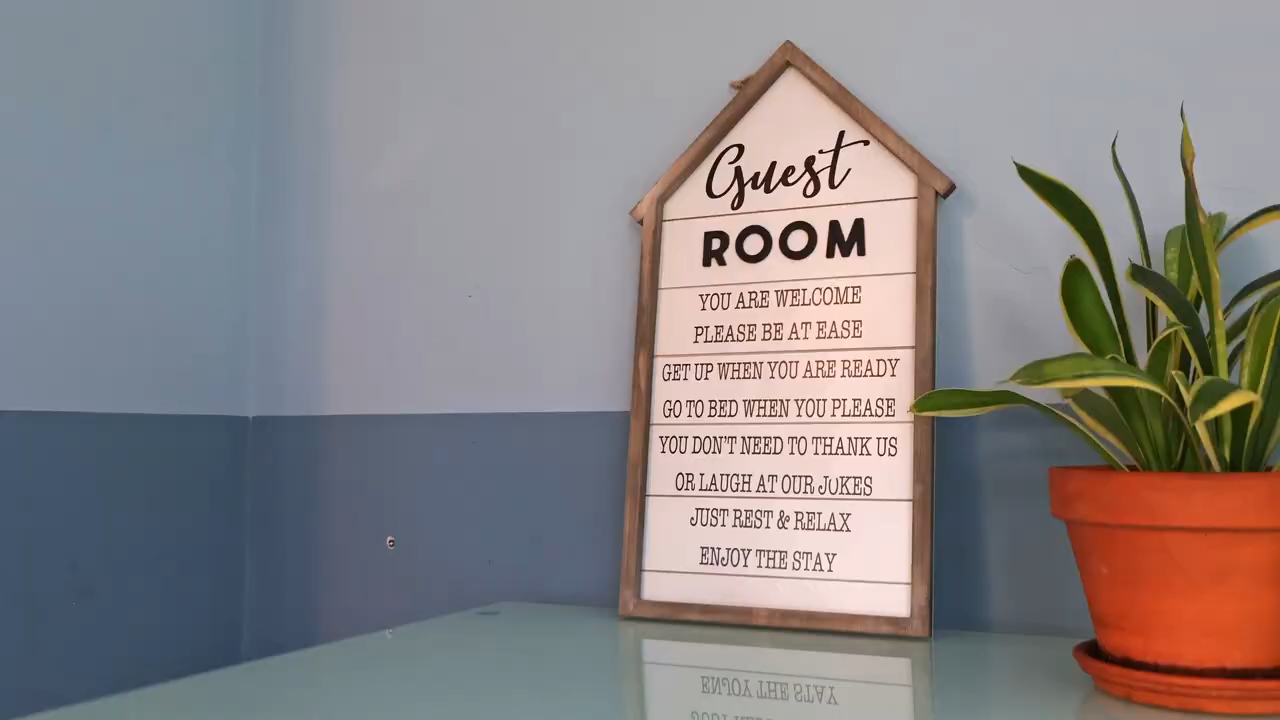 Guest
ROOM
YOU ARE WELCOME
PLEASE BE AT EASE
GET UP WHEN YOU ARE READY
GO TO BED WHEN YOU PLEASE
YOU DON'T NEED TO THANK US
OR LAUGH AT OUR JOKES
JUST REST & RELAX
ENJOY THE STAY